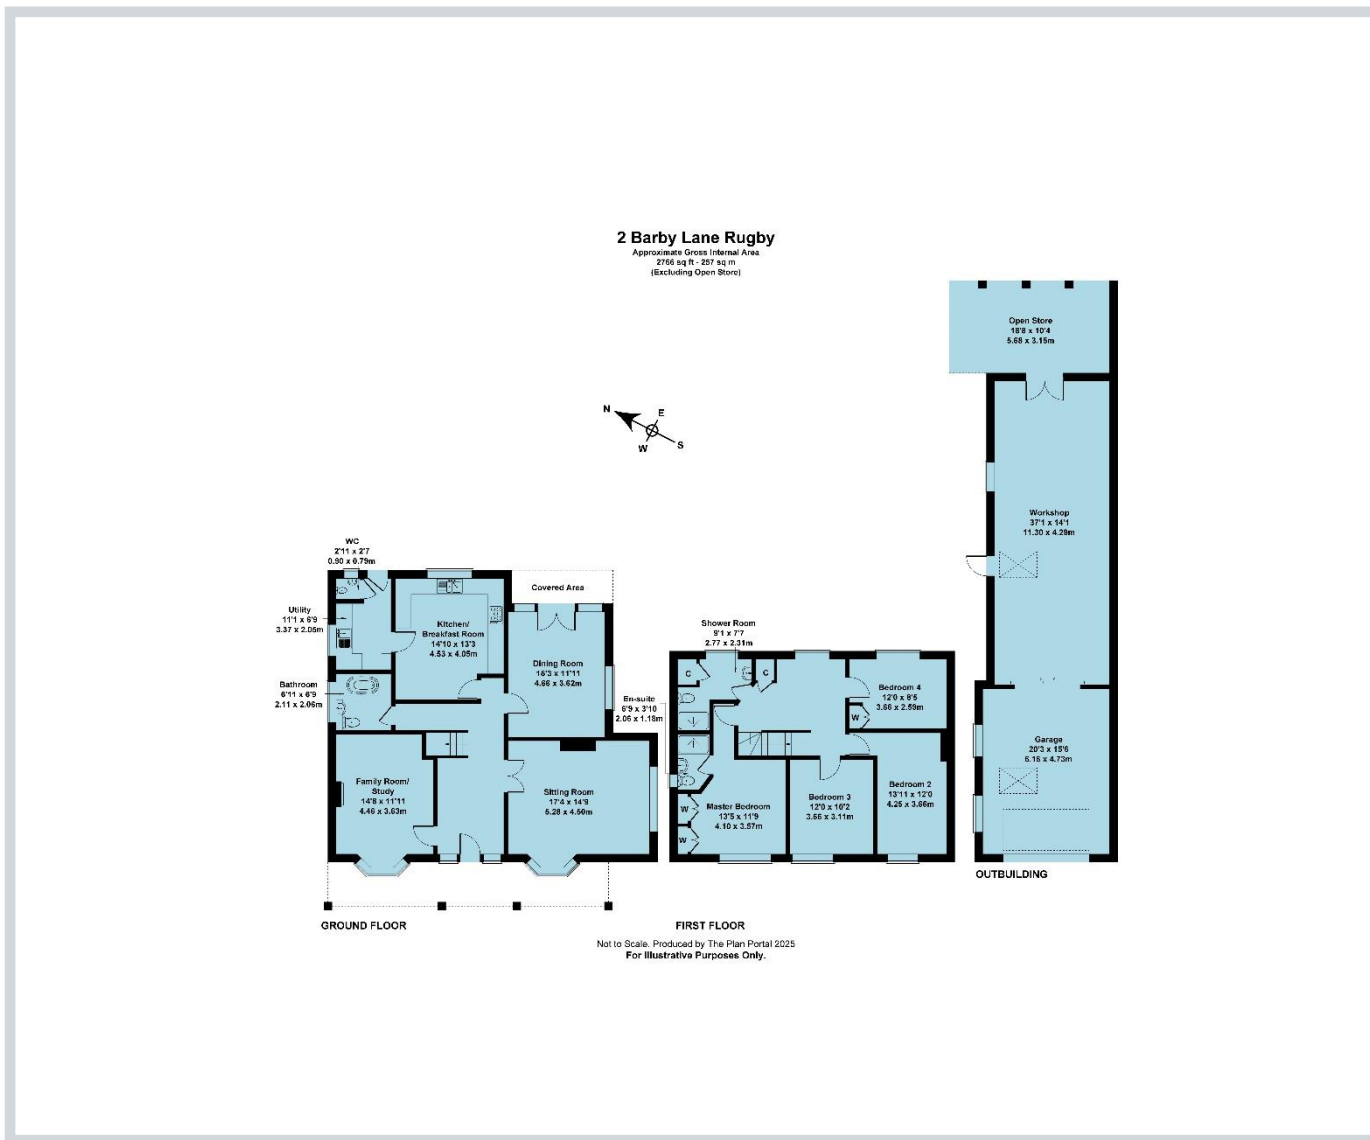 2 Barby Lane Rugby
Approximate Gross Internal Area
2766 sq ft - 257 sq m
(Excluding Open Store)
Open Store
18'8 x 10'4
5.68 x 3.15m
N
E
W
S
Workshop
37'1 x 14'1
11.30 x 4.29m
WC
2'11 x 2'7
0.90 x 0.79m
Covered Area
Utility
11'1 x 6'9
3.37 x 2.05m
Kitchen/
Breakfast Room
14'10 x 13'3
4.53 x 4.05m
Dining Room
15'3 x 11'11
4.66 x 3.62m
Bathroom
6'11 x 6'9
2.11 x 2.06m
Family Room/
Study
14'8 x 11'11
4.46 x 3.63m
Sitting Room
17'4 x 14'9
5.28 x 4.50m
GROUND FLOOR
Shower Room
9'1 x 7'7
2.77 x 2.31m
C
C
En-suite
6'9 x 3'10
2.06 x 1.18m
Bedroom 4
12'0 x 8'5
3.66 x 2.59m
W
W
W
Master Bedroom
13'5 x 11'9
4.10 x 3.57m
Bedroom 3
12'0 x 10'2
3.66 x 3.11m
Bedroom 2
13'11 x 12'0
4.25 x 3.66m
FIRST FLOOR
Garage
20'3 x 15'6
6.16 x 4.73m
OUTBUILDING
Not to Scale. Produced by The Plan Portal 2025
For Illustrative Purposes Only.